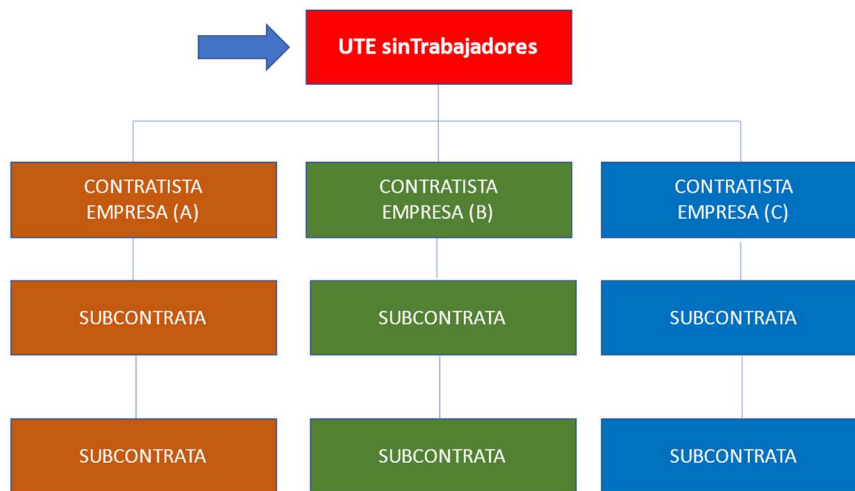 UTE sinTrabajadores
CONTRATISTA
EMPRESA (A)
CONTRATISTA
EMPRESA (B)
CONTRATISTA
EMPRESA (C)
SUBCONTRATA
SUBCONTRATA
SUBCONTRATA
SUBCONTRATA
SUBCONTRATA
SUBCONTRATA